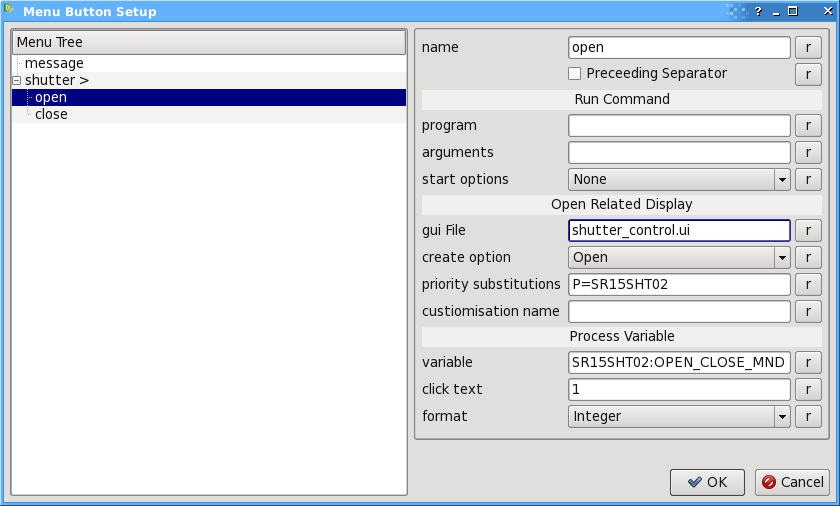 Menu Button Setup
?
Menu Tree
message
shutter >
open
close
name open r
Preceeding Separator r
Run Command
program r
arguments r
start options None r
Open Related Display
gui File shutter_control.ui r
create option Open r
priority substitutions P=SR15SHT02 r
custiomisation name r
Process Variable
variable SR15SHT02:OPEN_CLOSE_MND r
click text 1 r
format Integer r
OK Cancel